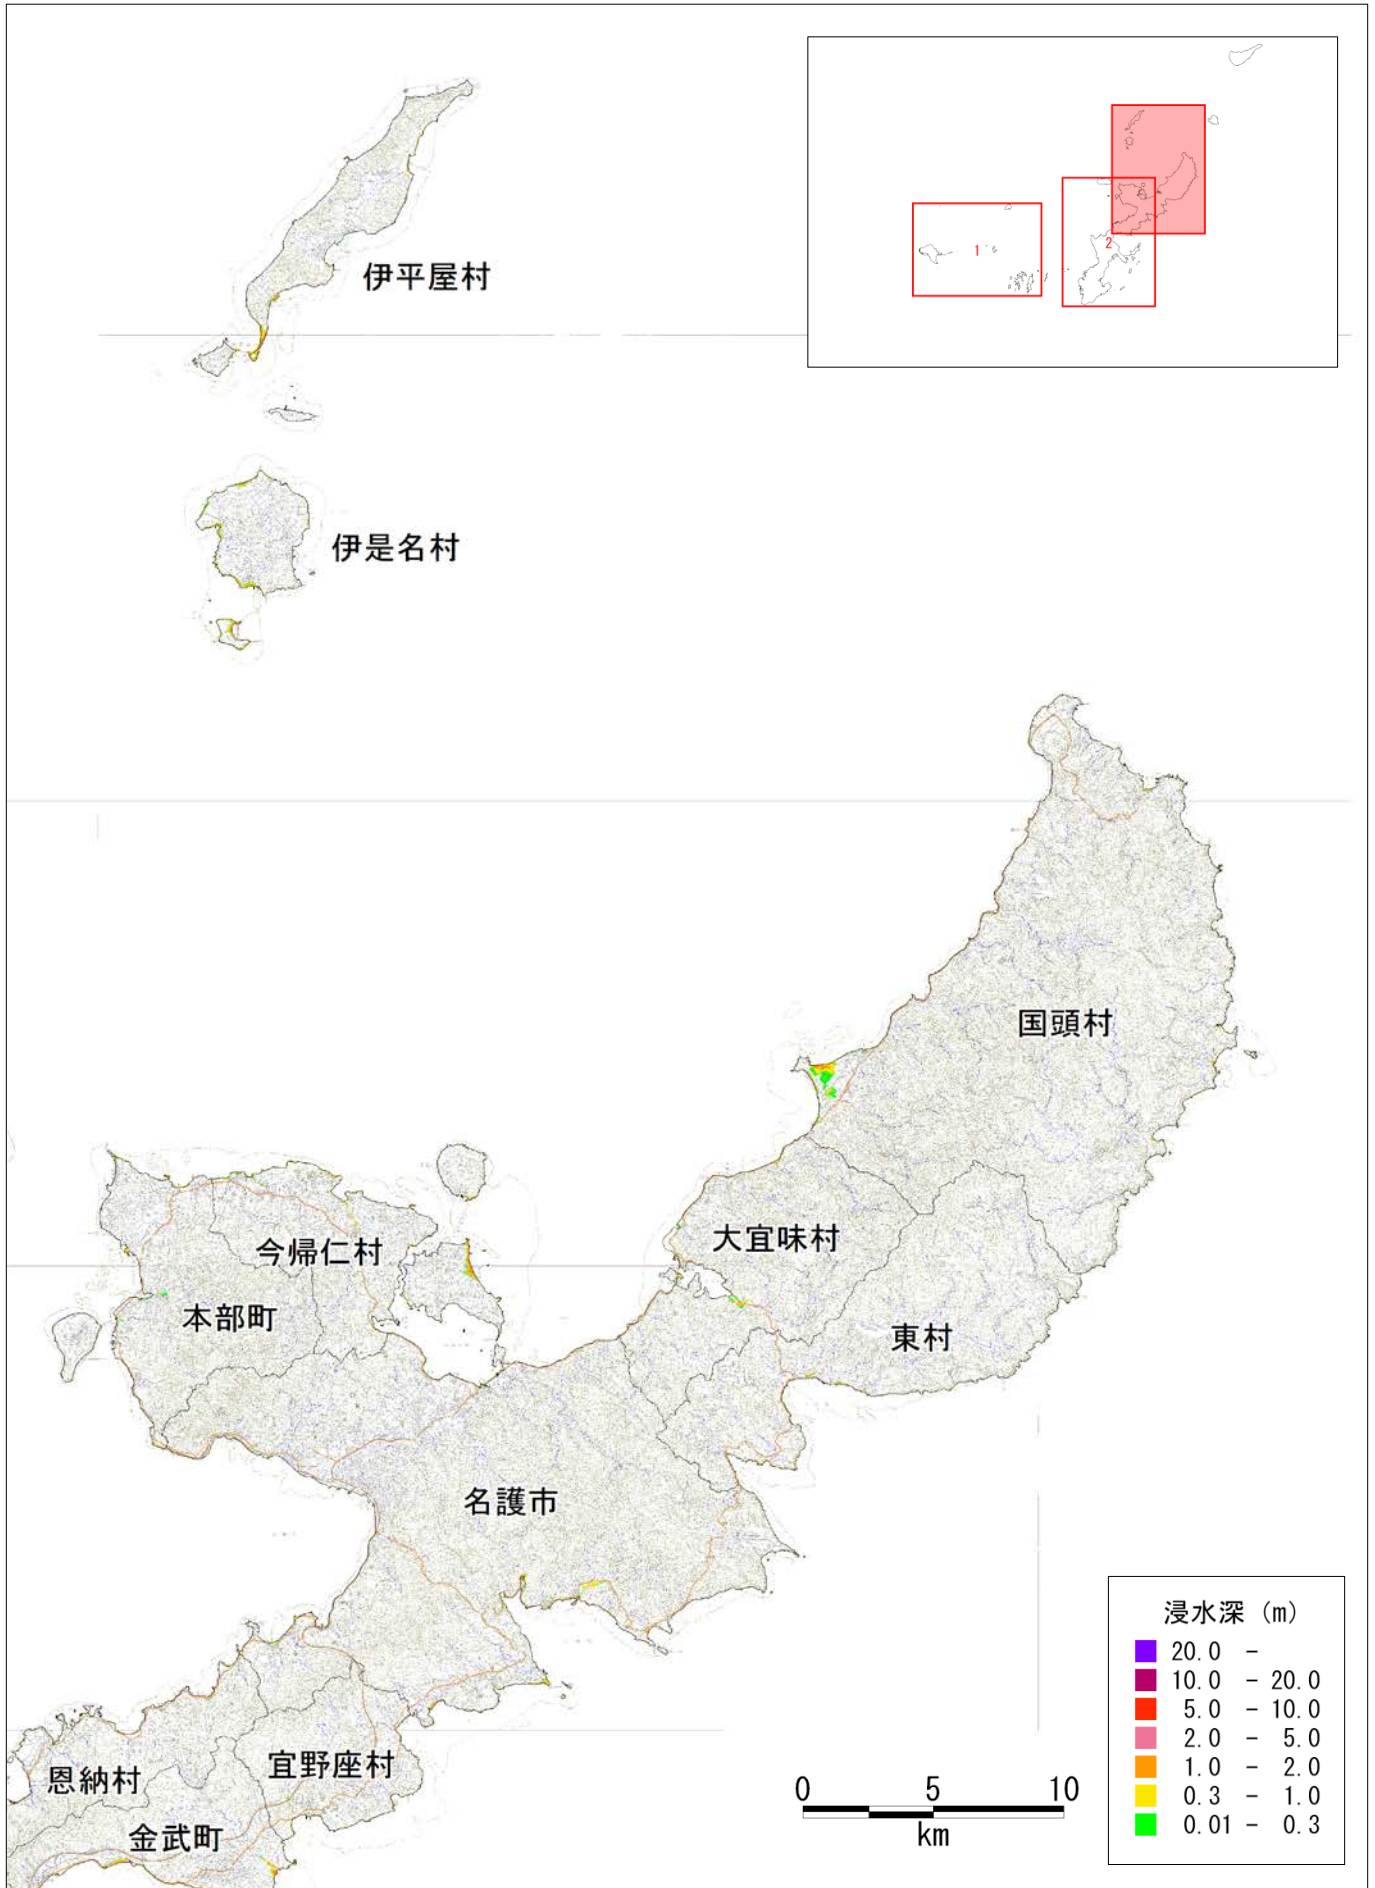 伊平屋村
1
2
伊是名村
国頭村
大宜味村
今帰仁村
本部町
東村
名護市
恩納村
宜野座村
金武町
0 5 10
km
浸水深 (m)
20.0 -
10.0 - 20.0
5.0 - 10.0
2.0 - 5.0
1.0 - 2.0
0.3 - 1.0
0.01 - 0.3